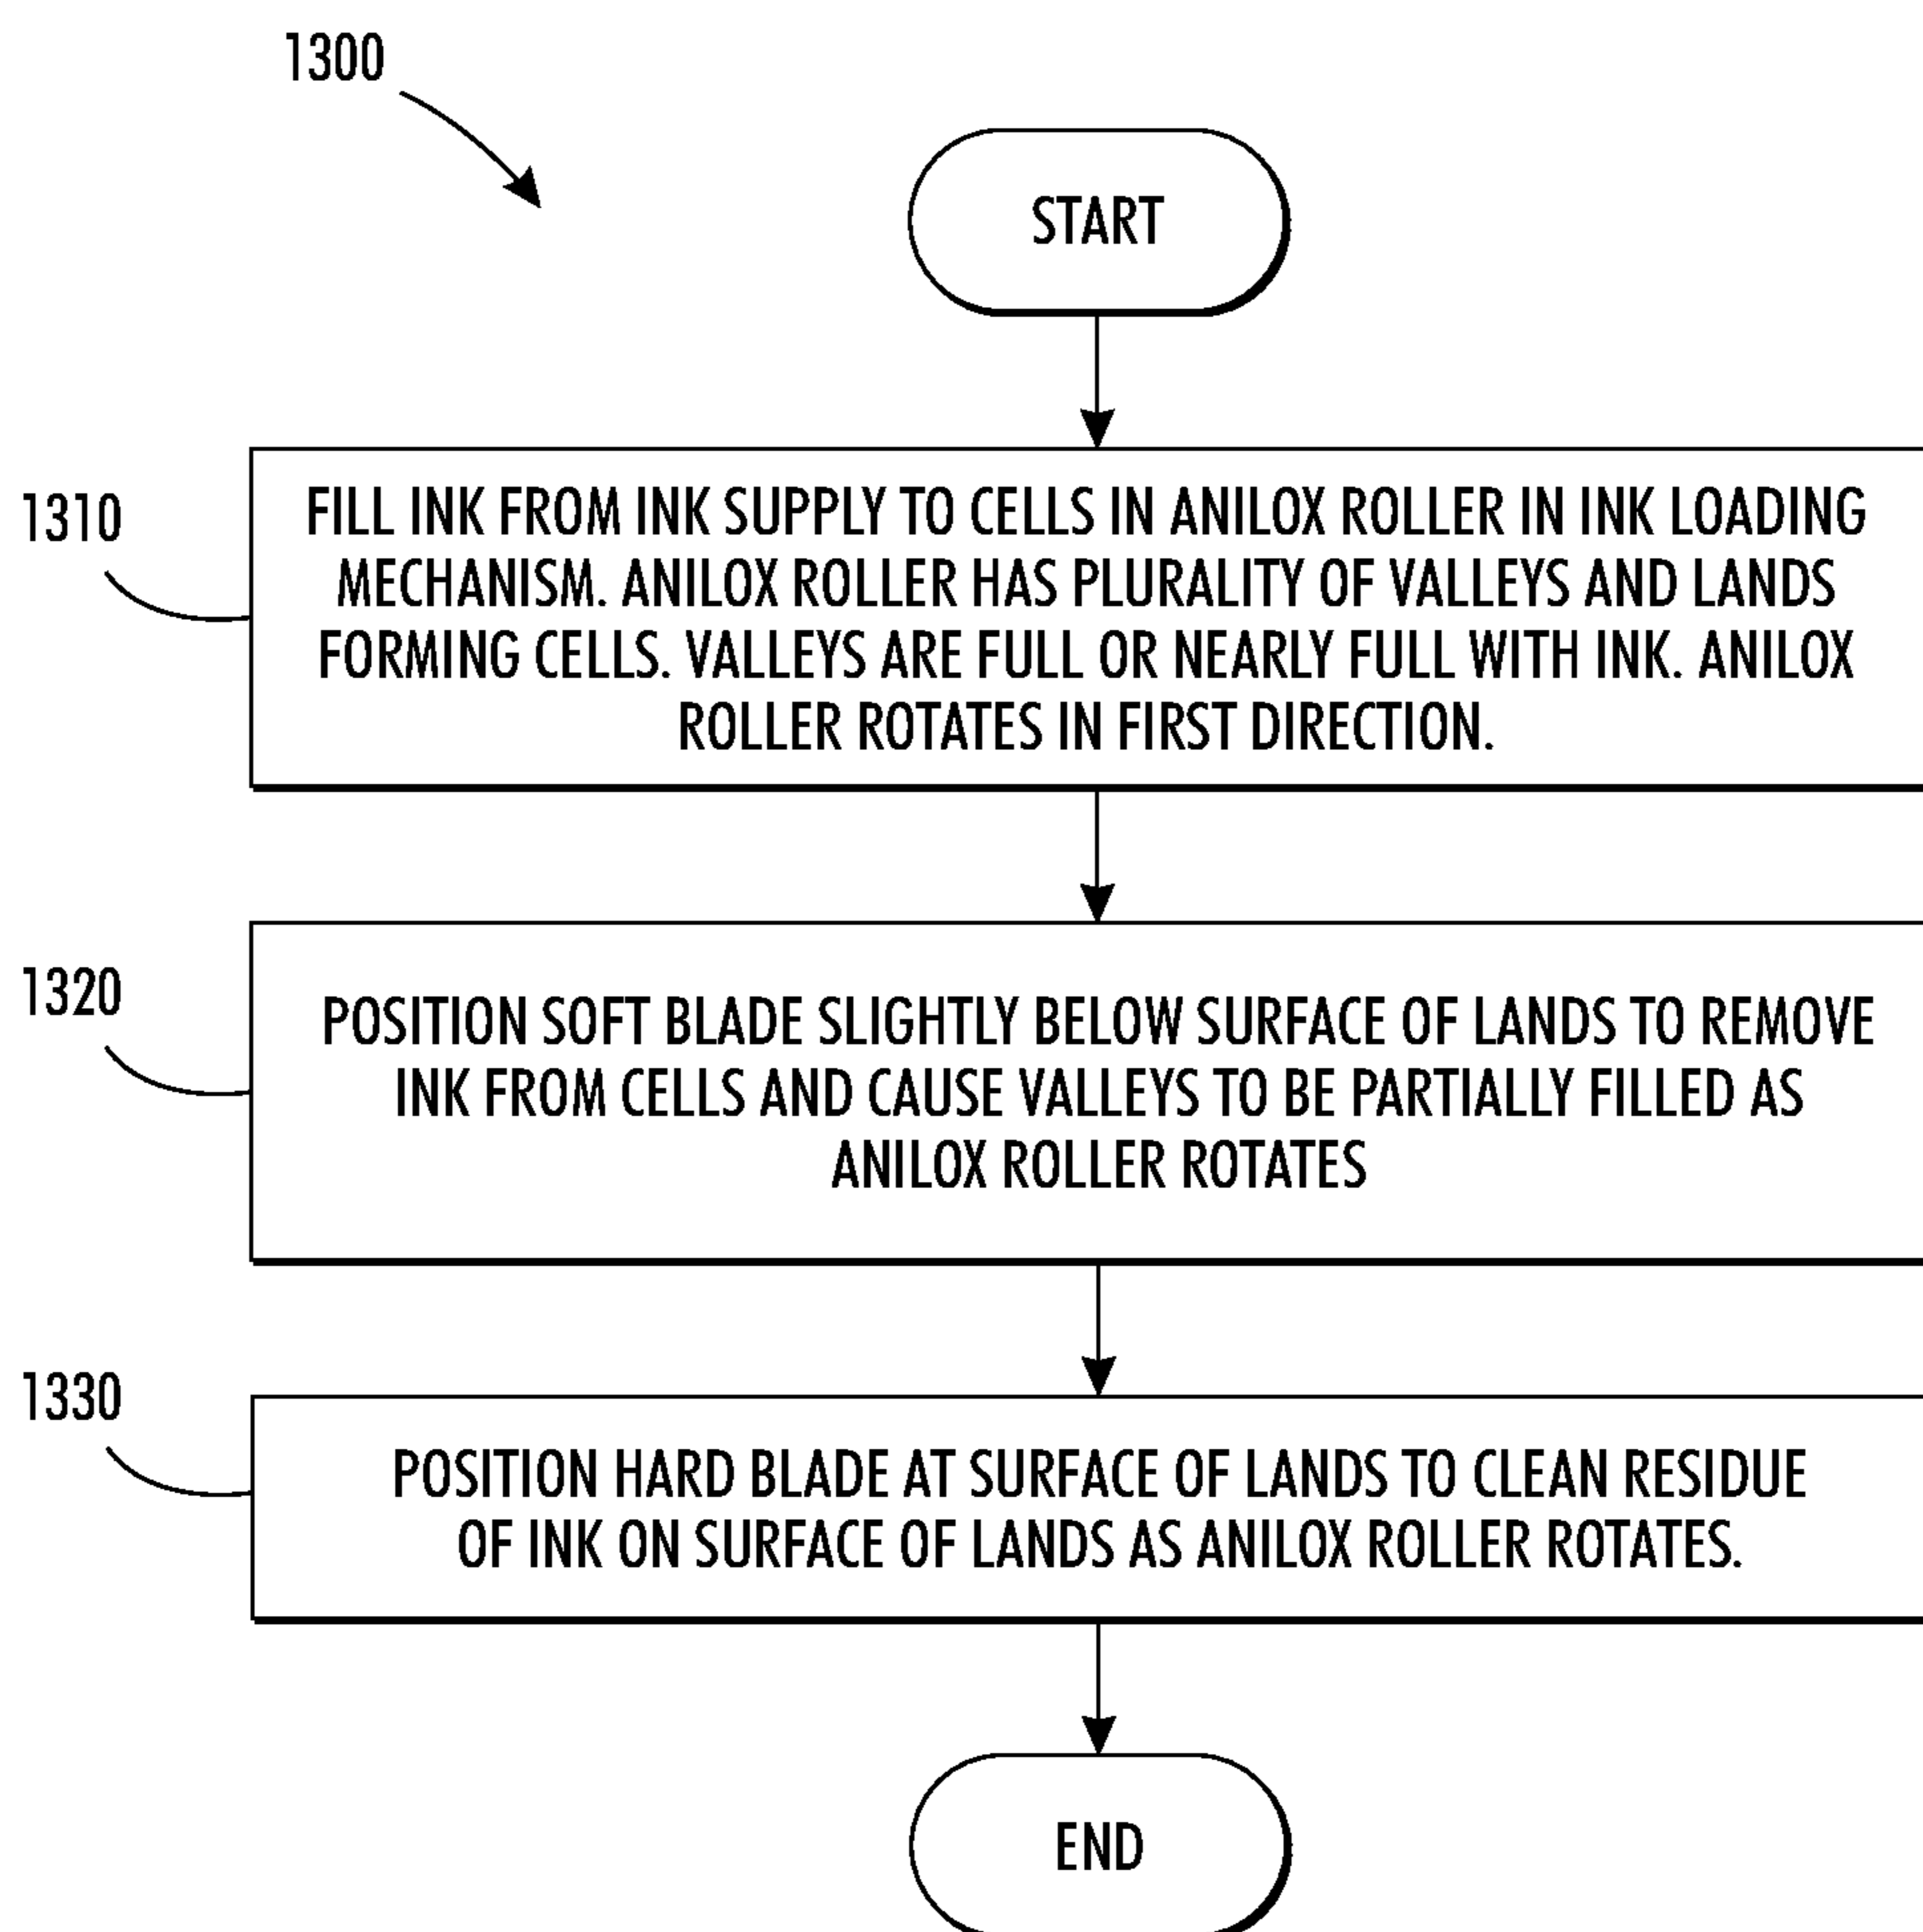 1300
START
1310
FILL INK FROM INK SUPPLY TO CELLS IN ANILOX ROLLER IN INK LOADING
MECHANISM. ANILOX ROLLER HAS PLURALITY OF VALLEYS AND LANDS
FORMING CELLS. VALLEYS ARE FULL OR NEARLY FULL WITH INK. ANILOX
ROLLER ROTATES IN FIRST DIRECTION.
1320
POSITION SOFT BLADE SLIGHTLY BELOW SURFACE OF LANDS TO REMOVE
INK FROM CELLS AND CAUSE VALLEYS TO BE PARTIALLY FILLED AS
ANILOX ROLLER ROTATES
1330
POSITION HARD BLADE AT SURFACE OF LANDS TO CLEAN RESIDUE
OF INK ON SURFACE OF LANDS AS ANILOX ROLLER ROTATES.
END